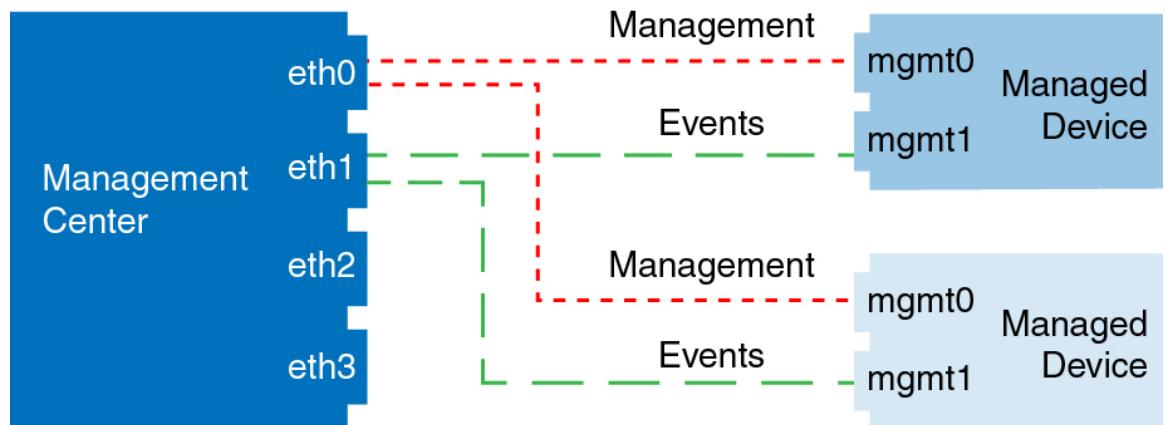 Management
Center
eth0
eth1
eth2
eth3
Management
Events
Management
Events
mgmt0
mgmt1
Managed
Device
mgmt0
mgmt1
Managed
Device